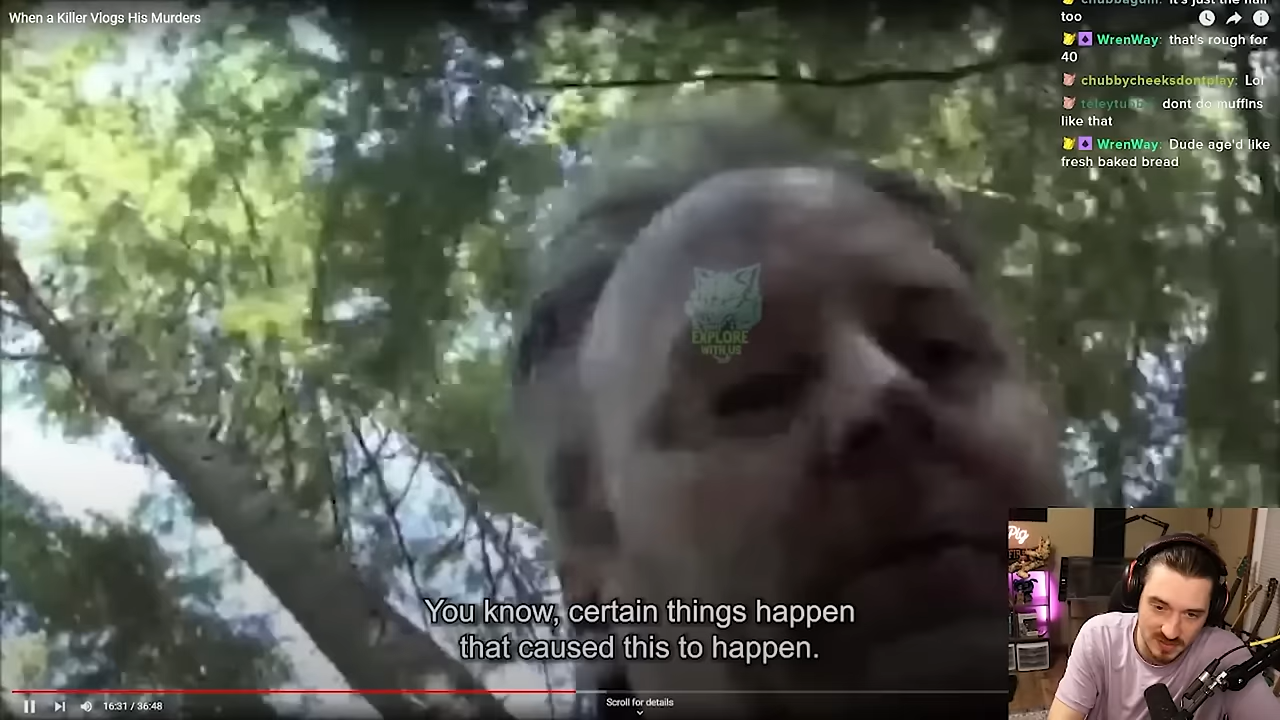 When a Killer Vlogs His Murders
too
WrenWay: that's rough for
40
chubbycheeksdontplay: Lol
teleytubby dont do muffins
like that
WrenWay: Dude age'd like
fresh baked bread
EXPLORE
WITH US
Pig
You know, certain things happen
that caused this to happen.
16:31 / 36:48
Scroll for details